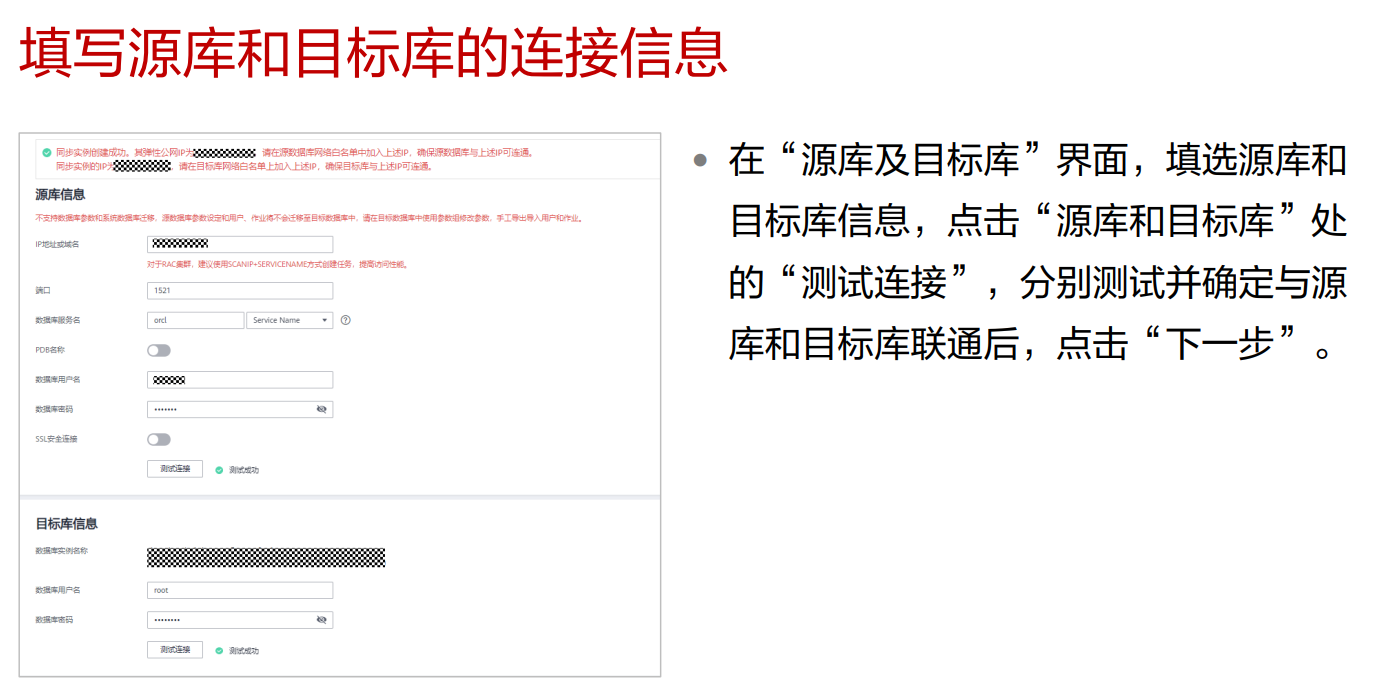 填写源库和目标库的连接信息
同步实例创建成功。其弹性公网IP为 请在源数据库网络白名单中加入上述IP，确保源数据库与上述IP可连通。
同步实例的IP为 ，请在目标库网络白名单上加入上述IP，确保目标库与上述IP可连通。
源库信息
不支持数据库参数和系统数据库迁移，源数据库参数设定和用户、作业将不会迁移至目标数据库中，请在目标数据库中使用参数组修改参数，手工导出导入用户和作业。
IP地址或域名
对于RAC集群，建议使用SCANIP+SERVICENAME方式创建任务，提高访问性能。
端口 1521
数据库服务名 orcl Service Name
PDB名称
数据库用户名
数据库密码 •••••••
SSL安全连接
测试连接 测试成功
目标库信息
数据库实例名称
数据库用户名 root
数据库密码 ••••••••
测试连接 测试成功
• 在“源库及目标库”界面，填选源库和
目标库信息，点击“源库和目标库”处
的“测试连接”，分别测试并确定与源
库和目标库联通后，点击“下一步”。